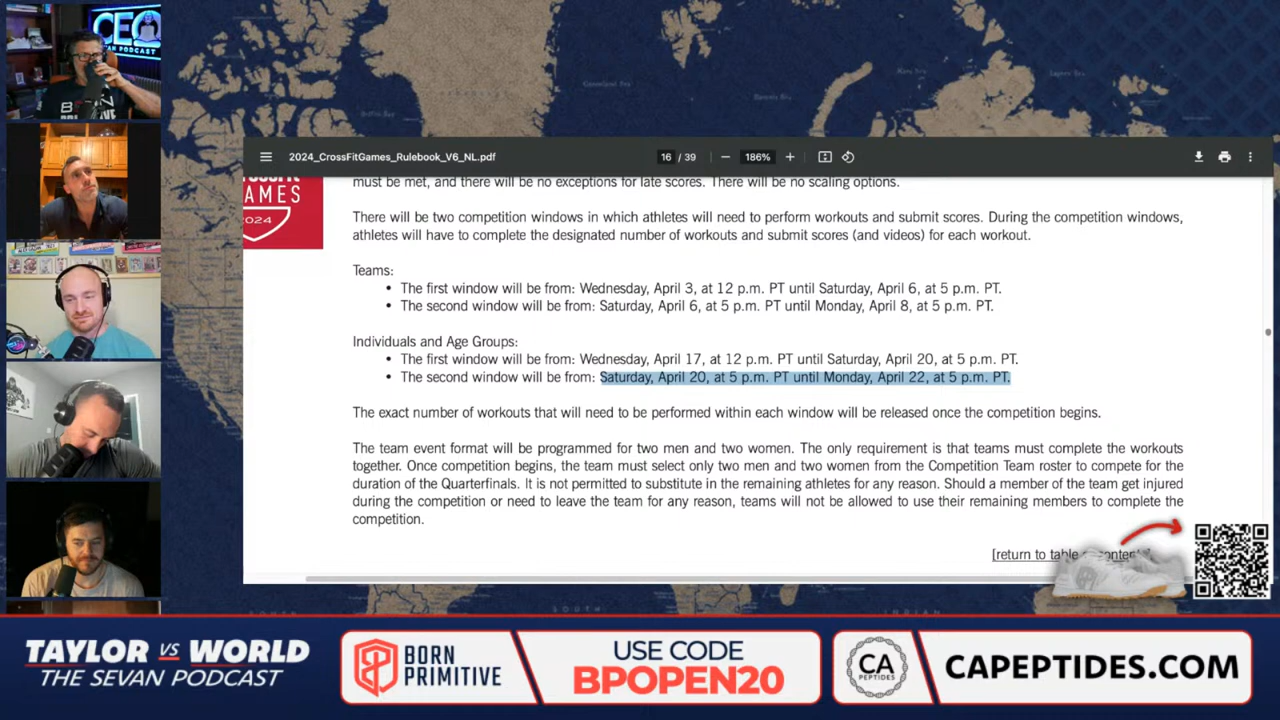 CEO
SEVAN PODCAST
2024_CrossFitGames_Rulebook_V6_NL.pdf
16 / 39
186%
AMES
2024
must be met, and there will be no exceptions for late scores. There will be no scaling options.
There will be two competition windows in which athletes will need to perform workouts and submit scores. During the competition windows,
athletes will have to complete the designated number of workouts and submit scores (and videos) for each workout.
Teams:
• The first window will be from: Wednesday, April 3, at 12 p.m. PT until Saturday, April 6, at 5 p.m. PT.
• The second window will be from: Saturday, April 6, at 5 p.m. PT until Monday, April 8, at 5 p.m. PT.
Individuals and Age Groups:
• The first window will be from: Wednesday, April 17, at 12 p.m. PT until Saturday, April 20, at 5 p.m. PT.
• The second window will be from: Saturday, April 20, at 5 p.m. PT until Monday, April 22, at 5 p.m. PT.
The exact number of workouts that will need to be performed within each window will be released once the competition begins.
The team event format will be programmed for two men and two women. The only requirement is that teams must complete the workouts
together. Once competition begins, the team must select only two men and two women from the Competition Team roster to compete for the
duration of the Quarterfinals. It is not permitted to substitute in the remaining athletes for any reason. Should a member of the team get injured
during the competition or need to leave the team for any reason, teams will not be allowed to use their remaining members to complete the
competition.
[return to table
TAYLOR VS WORLD
THE SEVAN PODCAST
BORN
PRIMITIVE
USE CODE
BPOPEN20
CA
PEPTIDES
CAPEPTIDES.COM